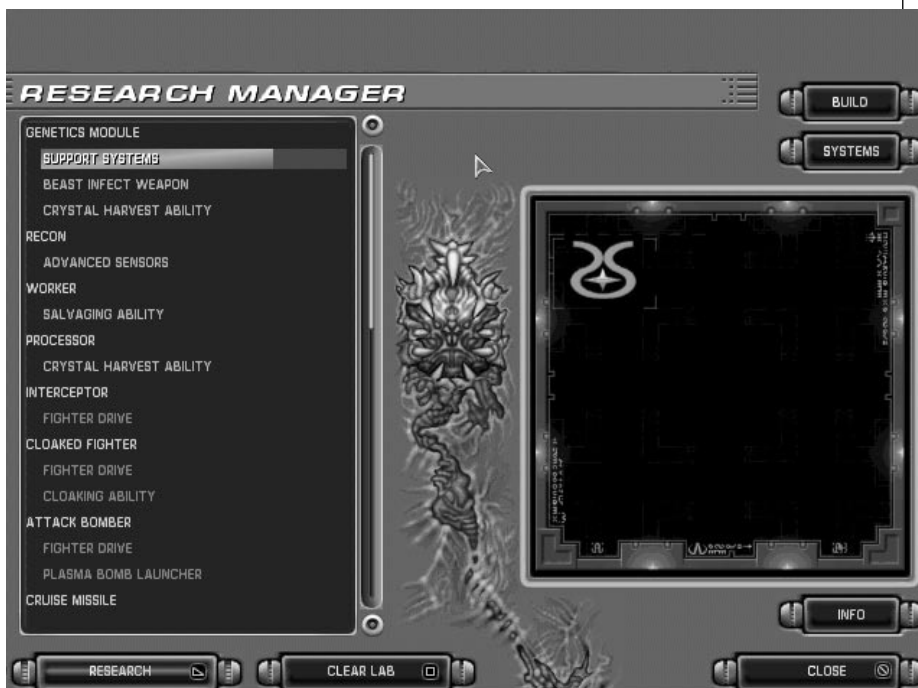 RESEARCH MANAGER
BUILD
SYSTEMS
GENETICS MODULE
SUPPORT SYSTEMS
BEAST INFECT WEAPON
CRYSTAL HARVEST ABILITY
RECON
ADVANCED SENSORS
WORKER
SALVAGING ABILITY
PROCESSOR
CRYSTAL HARVEST ABILITY
INTERCEPTOR
FIGHTER DRIVE
CLOAKED FIGHTER
FIGHTER DRIVE
CLOAKING ABILITY
ATTACK BOMBER
FIGHTER DRIVE
PLASMA BOMB LAUNCHER
CRUISE MISSILE
INFO
RESEARCH
CLEAR LAB
CLOSE